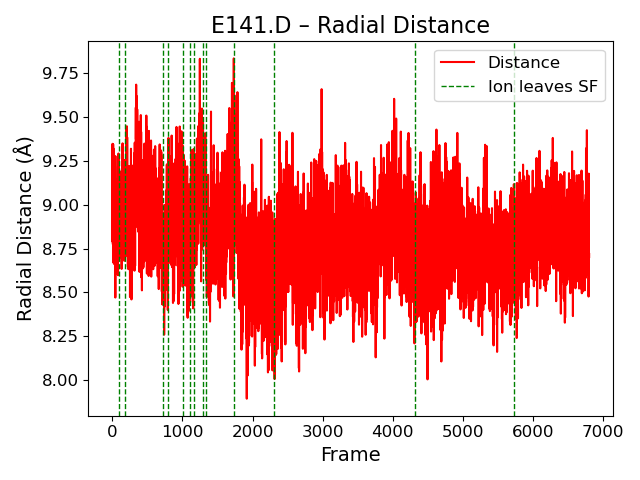 E141.D – Radial Distance
Distance
Ion leaves SF
Radial Distance (Å)
9.75
9.50
9.25
9.00
8.75
8.50
8.25
8.00
0 1000 2000 3000 4000 5000 6000 7000
Frame